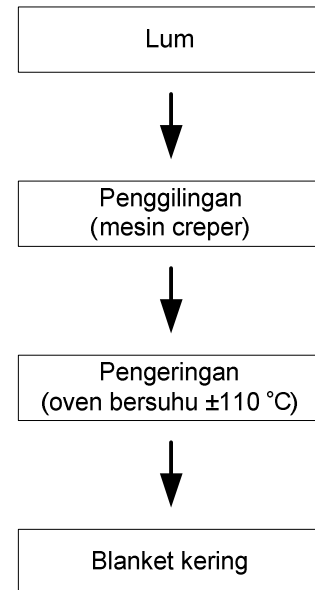 Lum
Penggilingan
(mesin creper)
Pengeringan
(oven bersuhu ±110 °C)
Blanket kering